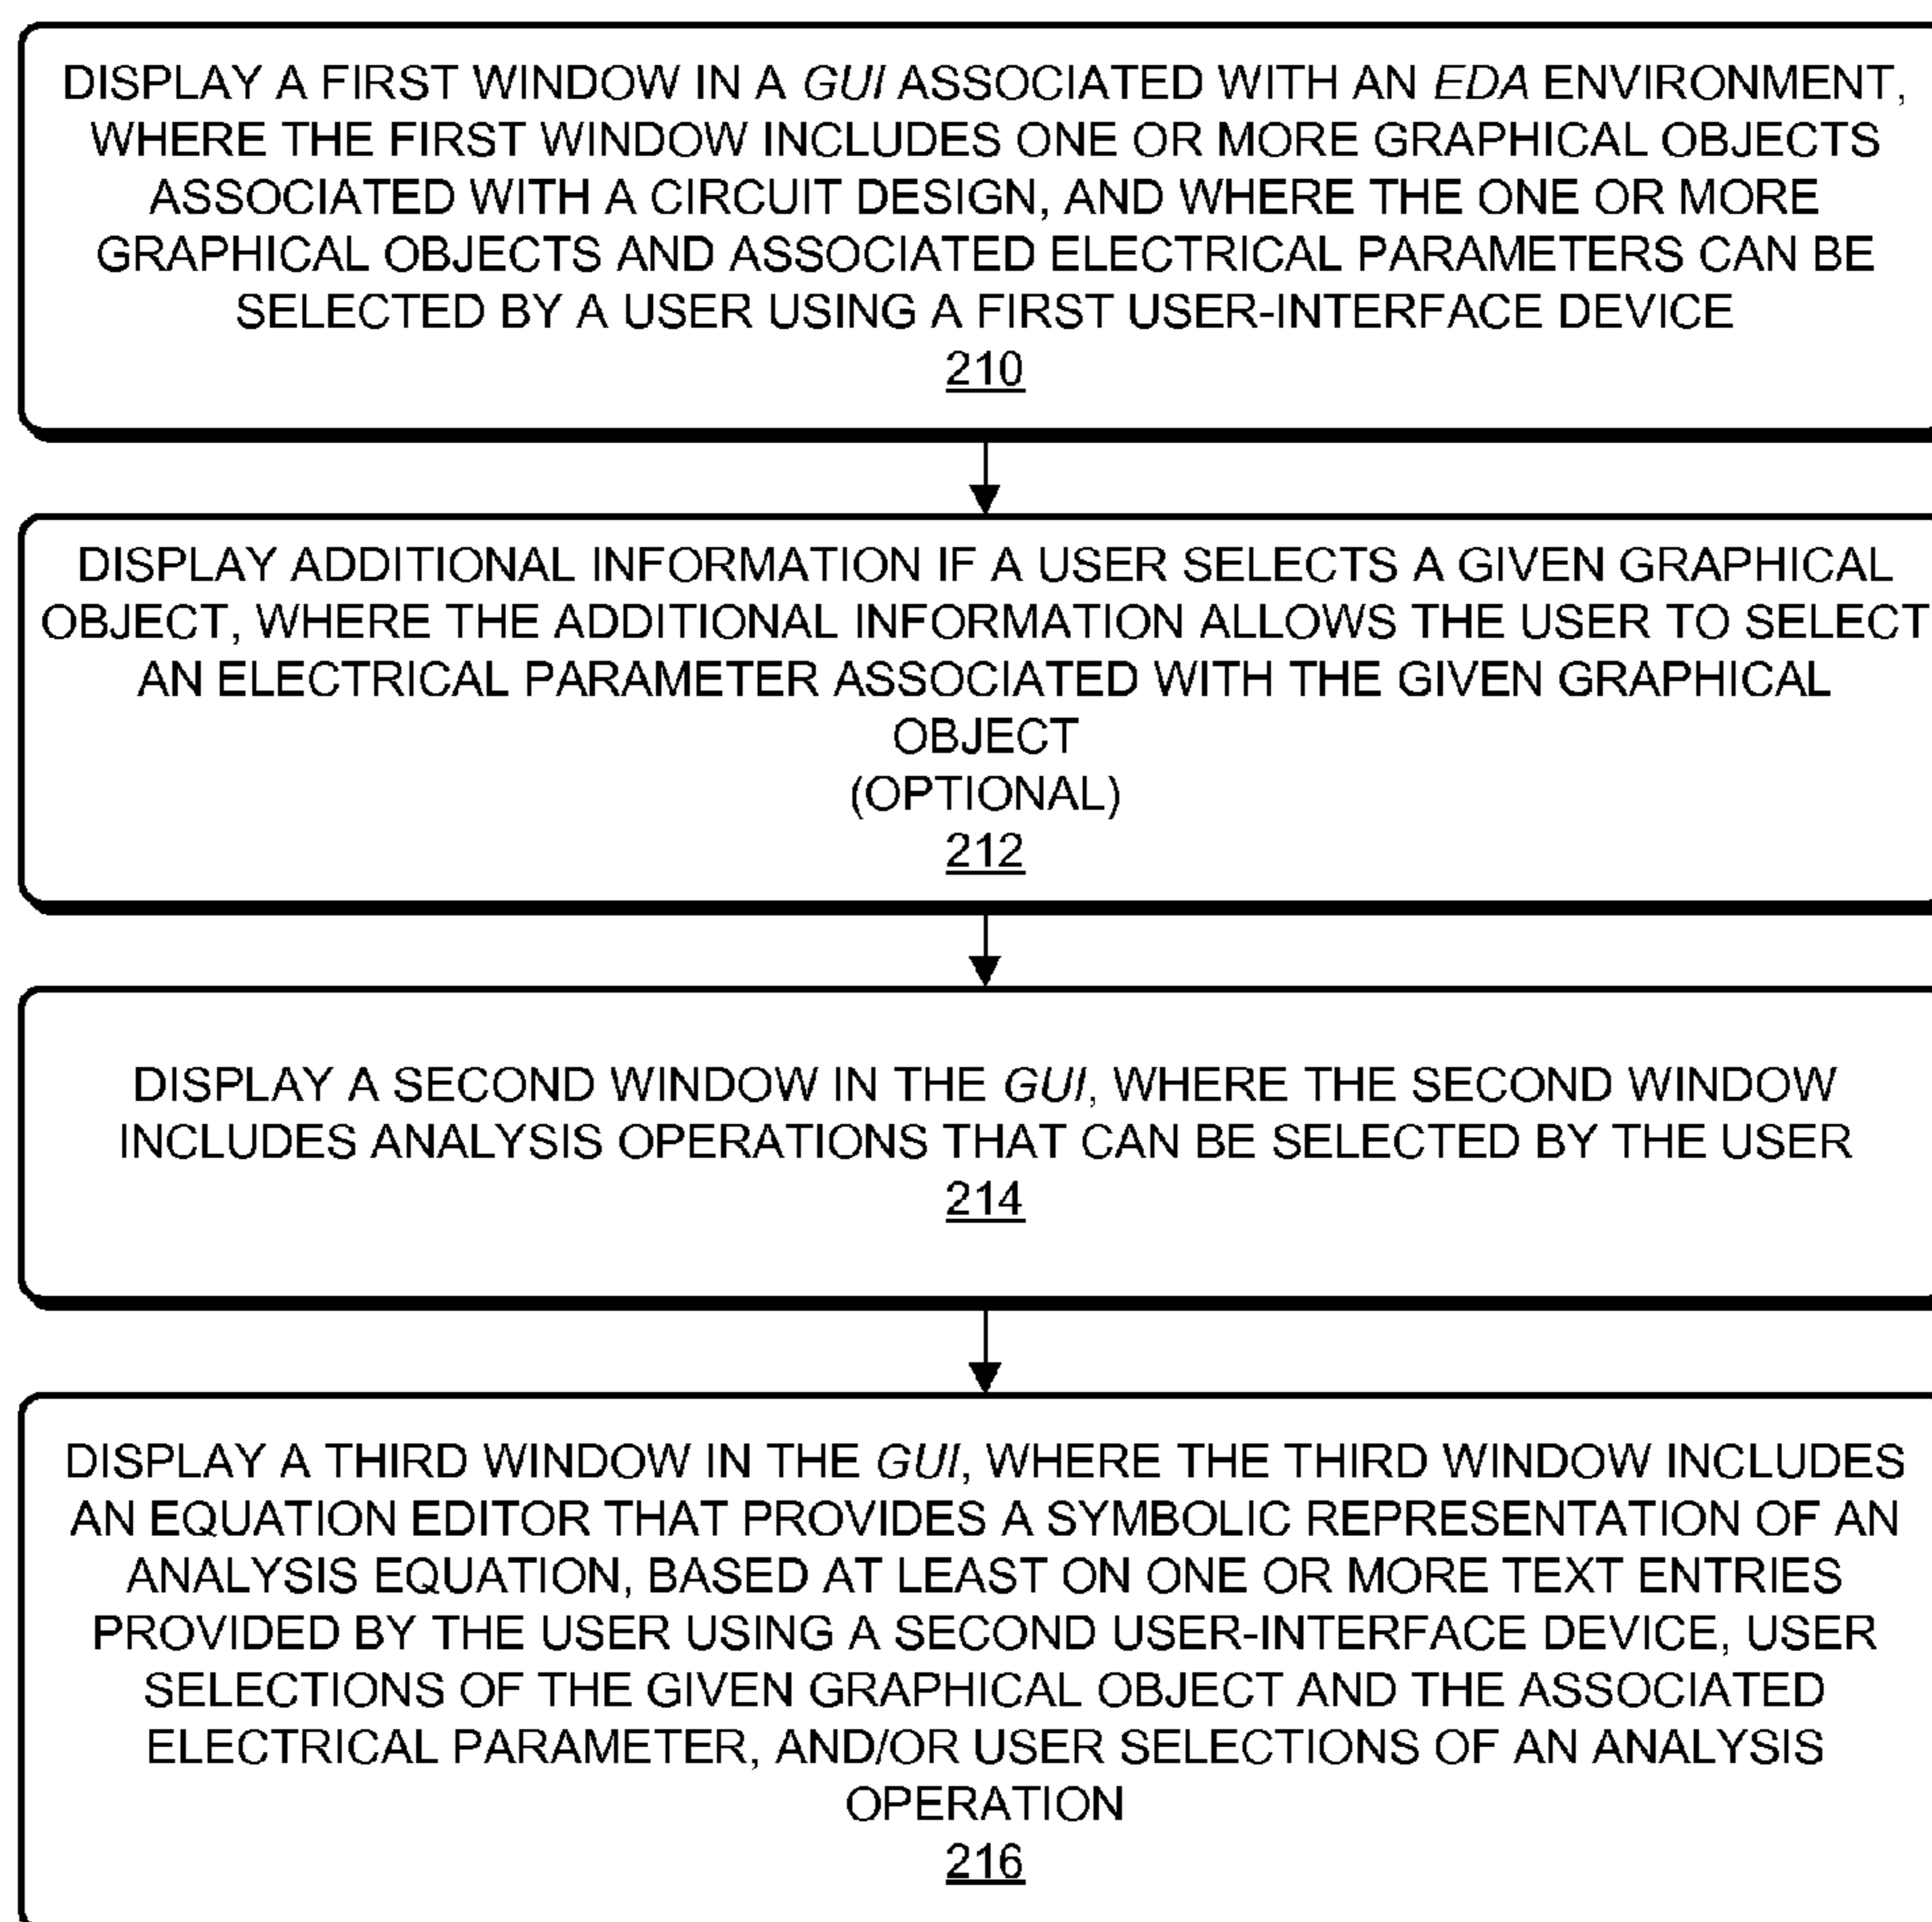 DISPLAY A FIRST WINDOW IN A GUI ASSOCIATED WITH AN EDA ENVIRONMENT,
WHERE THE FIRST WINDOW INCLUDES ONE OR MORE GRAPHICAL OBJECTS
ASSOCIATED WITH A CIRCUIT DESIGN, AND WHERE THE ONE OR MORE
GRAPHICAL OBJECTS AND ASSOCIATED ELECTRICAL PARAMETERS CAN BE
SELECTED BY A USER USING A FIRST USER-INTERFACE DEVICE
210
DISPLAY ADDITIONAL INFORMATION IF A USER SELECTS A GIVEN GRAPHICAL
OBJECT, WHERE THE ADDITIONAL INFORMATION ALLOWS THE USER TO SELECT
AN ELECTRICAL PARAMETER ASSOCIATED WITH THE GIVEN GRAPHICAL
OBJECT
(OPTIONAL)
212
DISPLAY A SECOND WINDOW IN THE GUI, WHERE THE SECOND WINDOW
INCLUDES ANALYSIS OPERATIONS THAT CAN BE SELECTED BY THE USER
214
DISPLAY A THIRD WINDOW IN THE GUI, WHERE THE THIRD WINDOW INCLUDES
AN EQUATION EDITOR THAT PROVIDES A SYMBOLIC REPRESENTATION OF AN
ANALYSIS EQUATION, BASED AT LEAST ON ONE OR MORE TEXT ENTRIES
PROVIDED BY THE USER USING A SECOND USER-INTERFACE DEVICE, USER
SELECTIONS OF THE GIVEN GRAPHICAL OBJECT AND THE ASSOCIATED
ELECTRICAL PARAMETER, AND/OR USER SELECTIONS OF AN ANALYSIS
OPERATION
216